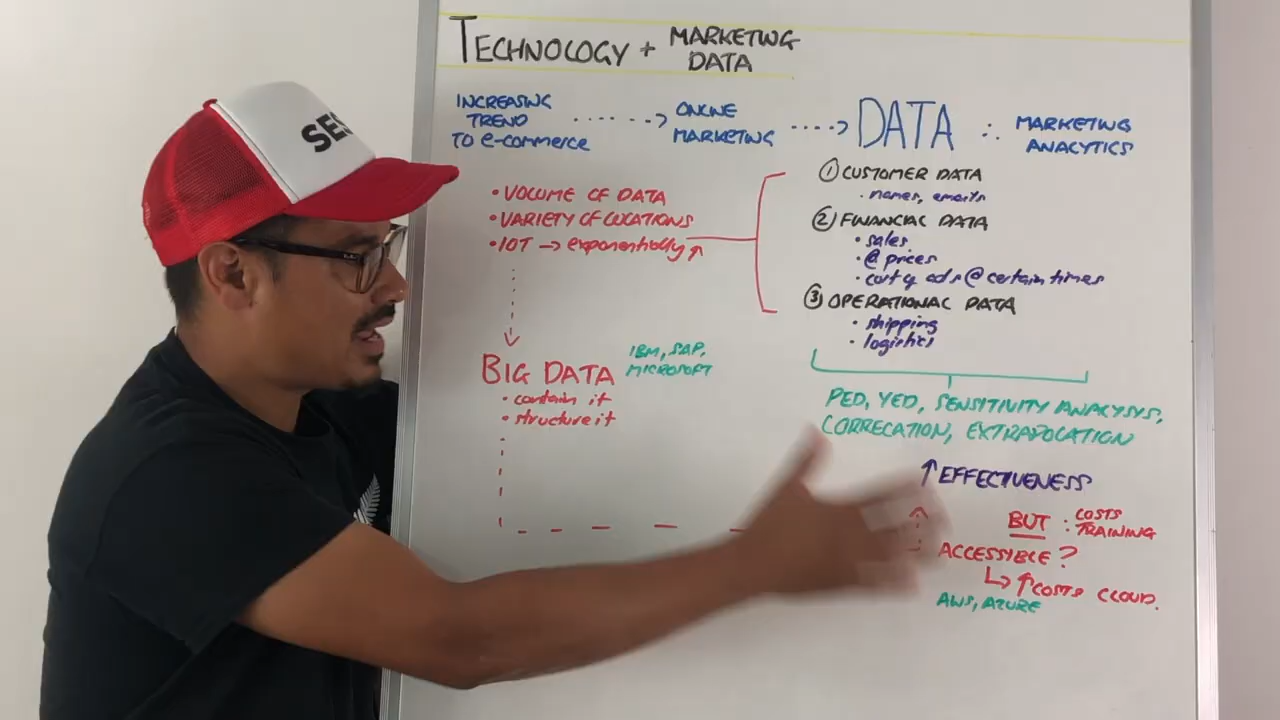 TECHNOLOGY + MARKETING DATA
INCREASING TREND TO e-commerce
ONLINE MARKETING
DATA
∴ MARKETING ANALYTICS
• VOLUME OF DATA
• VARIETY OF LOCATIONS
• IOT → exponentially ↑
① CUSTOMER DATA
• names, emails
② FINANCIAL DATA
• sales
• @ prices
• cost of ads @ certain times
③ OPERATIONAL DATA
• shipping
• logistics
BIG DATA
IBM, SAP,
MICROSOFT
• contain it
• structure it
PED, YED, SENSITIVITY ANALYSYS,
CORRELATION, EXTRAPOLATION
↑ EFFECTIVENESS
BUT : COSTS
: TRAINING
ACCESSIBLE?
↳ ↑ COSTS CLOUD.
AWS, AZURE
SES